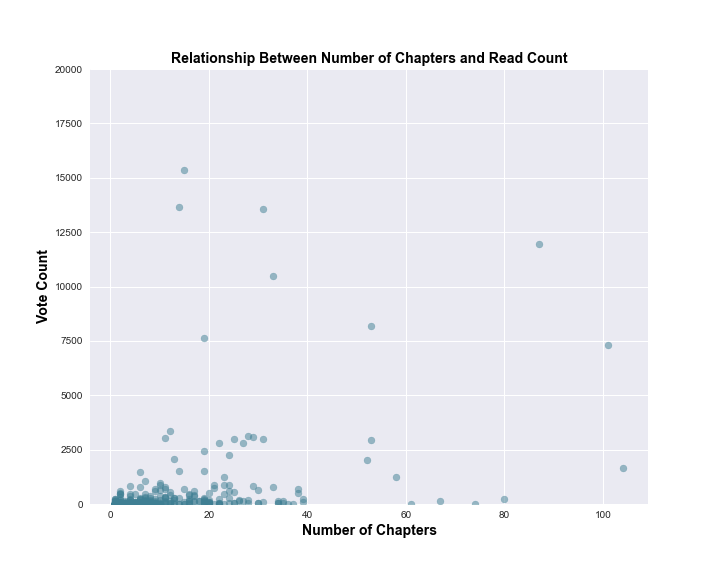 Relationship Between Number of Chapters and Read Count
20000
17500
15000
12500
10000
7500
5000
2500
0
Vote Count
0 20 40 60 80 100
Number of Chapters